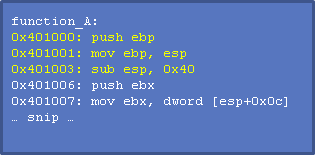 function_A:
0x401000: push ebp
0x401001: mov ebp, esp
0x401003: sub esp, 0x40
0x401006: push ebx
0x401007: mov ebx, dword [esp+0x0c]
… snip …